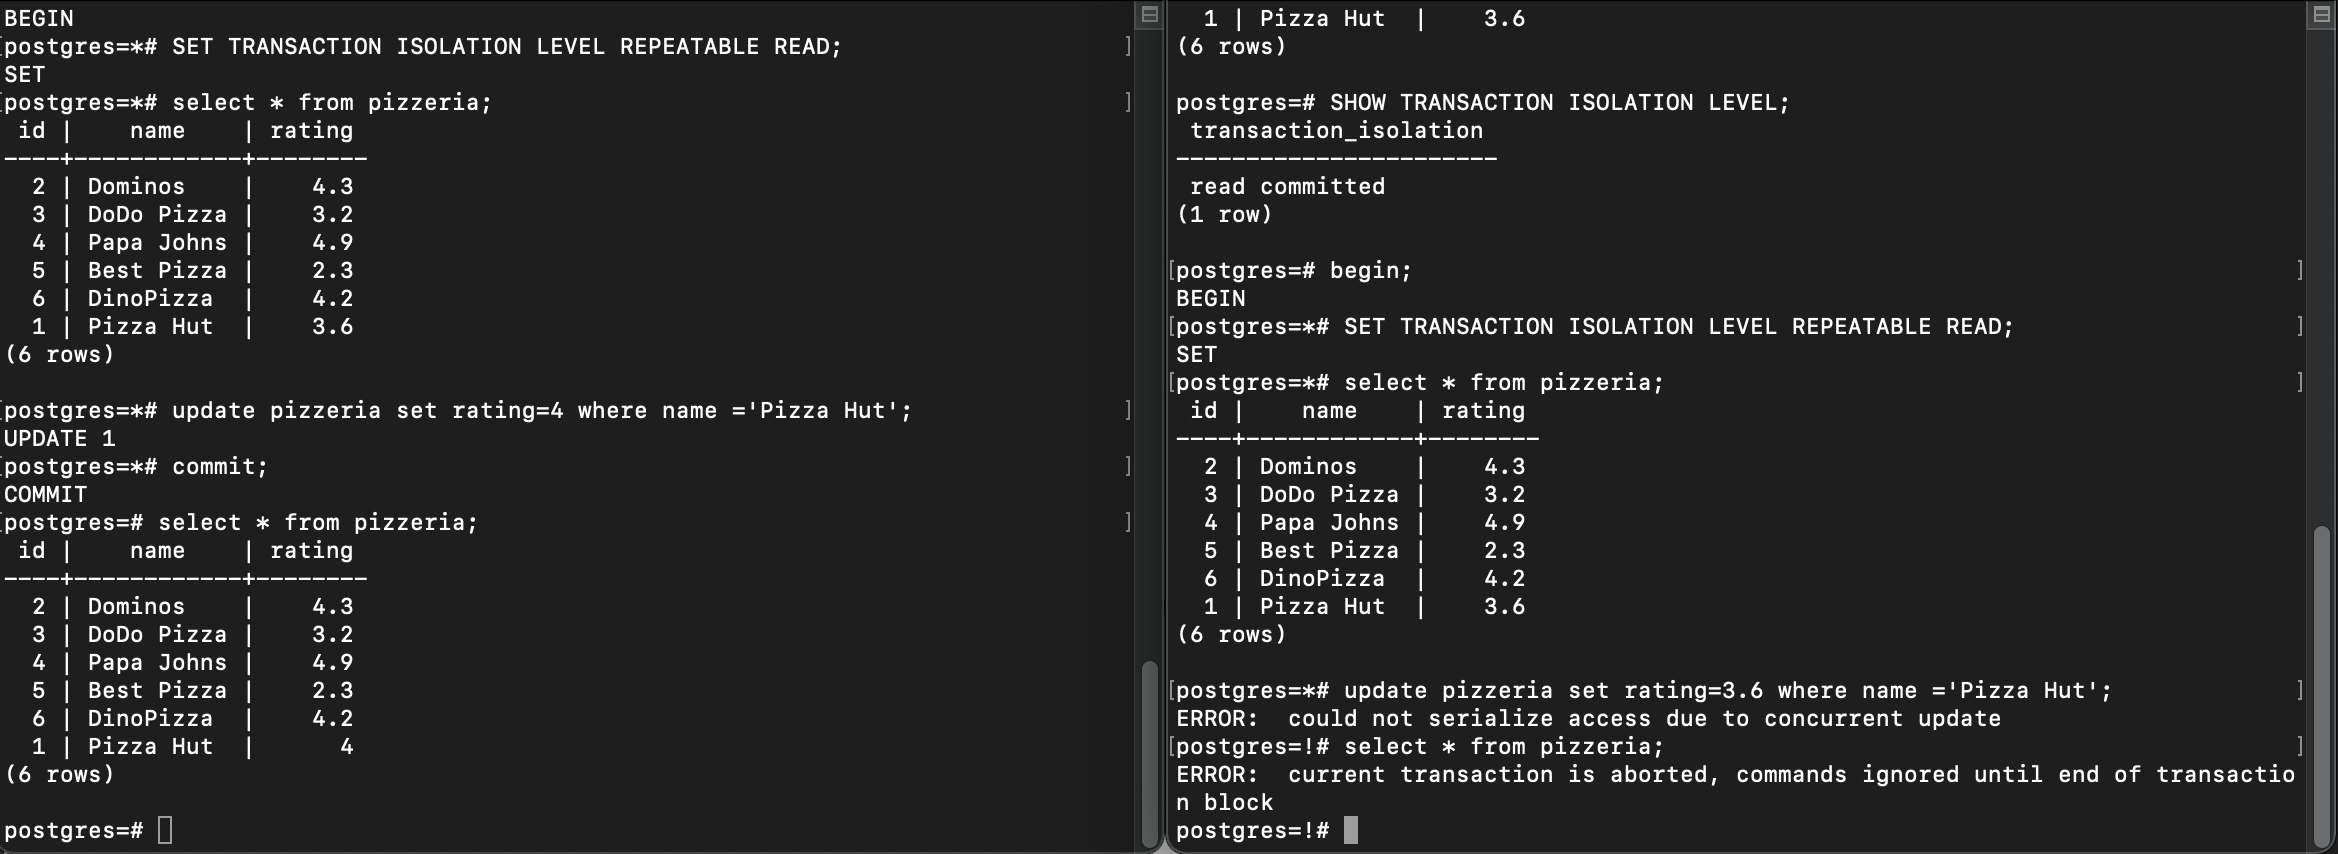 BEGIN
postgres=*# SET TRANSACTION ISOLATION LEVEL REPEATABLE READ;
SET
postgres=*# select * from pizzeria;
 id |    name    | rating
----+------------+--------
  2 | Dominos    |    4.3
  3 | DoDo Pizza |    3.2
  4 | Papa Johns |    4.9
  5 | Best Pizza |    2.3
  6 | DinoPizza  |    4.2
  1 | Pizza Hut  |    3.6
(6 rows)

postgres=*# update pizzeria set rating=4 where name ='Pizza Hut';
UPDATE 1
postgres=*# commit;
COMMIT
postgres=# select * from pizzeria;
 id |    name    | rating
----+------------+--------
  2 | Dominos    |    4.3
  3 | DoDo Pizza |    3.2
  4 | Papa Johns |    4.9
  5 | Best Pizza |    2.3
  6 | DinoPizza  |    4.2
  1 | Pizza Hut  |      4
(6 rows)

postgres=#
  1 | Pizza Hut  |    3.6
(6 rows)

postgres=# SHOW TRANSACTION ISOLATION LEVEL;
 transaction_isolation
-----------------------
 read committed
(1 row)

postgres=# begin;
BEGIN
postgres=*# SET TRANSACTION ISOLATION LEVEL REPEATABLE READ;
SET
postgres=*# select * from pizzeria;
 id |    name    | rating
----+------------+--------
  2 | Dominos    |    4.3
  3 | DoDo Pizza |    3.2
  4 | Papa Johns |    4.9
  5 | Best Pizza |    2.3
  6 | DinoPizza  |    4.2
  1 | Pizza Hut  |    3.6
(6 rows)

postgres=*# update pizzeria set rating=3.6 where name ='Pizza Hut';
ERROR:  could not serialize access due to concurrent update
postgres=!# select * from pizzeria;
ERROR:  current transaction is aborted, commands ignored until end of transactio
n block
postgres=!#